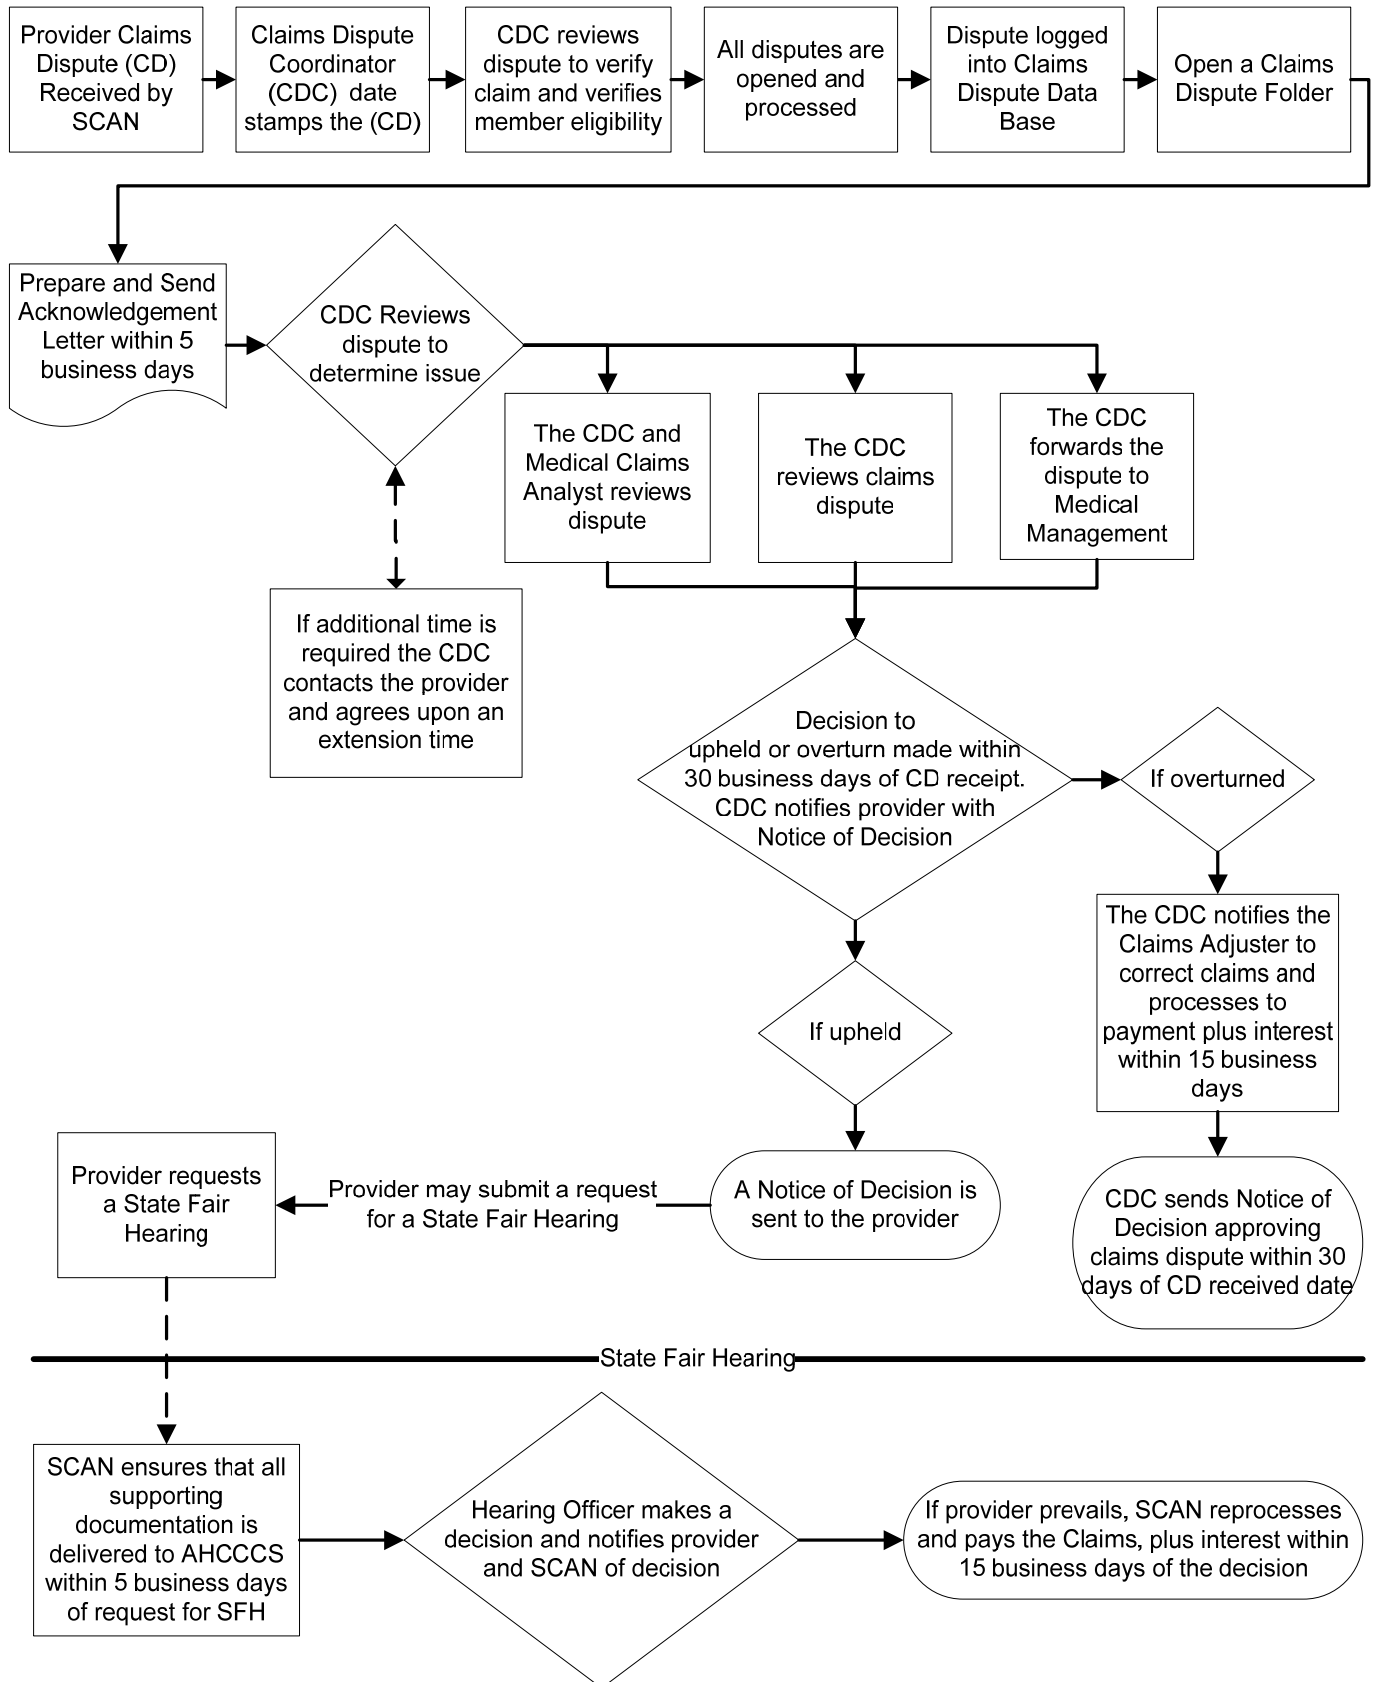 Provider Claims
Dispute (CD)
Received by
SCAN
Claims Dispute
Coordinator
(CDC) date
stamps the (CD)
CDC reviews
dispute to verify
claim and verifies
member eligibility
All disputes are
opened and
processed
Dispute logged
into Claims
Dispute Data
Base
Open a Claims
Dispute Folder
Prepare and Send
Acknowledgement
Letter within 5
business days
CDC Reviews
dispute to
determine issue
The CDC and
Medical Claims
Analyst reviews
dispute
The CDC
reviews claims
dispute
The CDC
forwards the
dispute to
Medical
Management
If additional time is
required the CDC
contacts the provider
and agrees upon an
extension time
Decision to
upheld or overturn made within
30 business days of CD receipt.
CDC notifies provider with
Notice of Decision
If overturned
The CDC notifies the
Claims Adjuster to
correct claims and
processes to
payment plus interest
within 15 business
days
If upheld
Provider requests
a State Fair
Hearing
Provider may submit a request
for a State Fair Hearing
A Notice of Decision is
sent to the provider
CDC sends Notice of
Decision approving
claims dispute within 30
days of CD received date
State Fair Hearing
SCAN ensures that all
supporting
documentation is
delivered to AHCCCS
within 5 business days
of request for SFH
Hearing Officer makes a
decision and notifies provider
and SCAN of decision
If provider prevails, SCAN reprocesses
and pays the Claims, plus interest within
15 business days of the decision